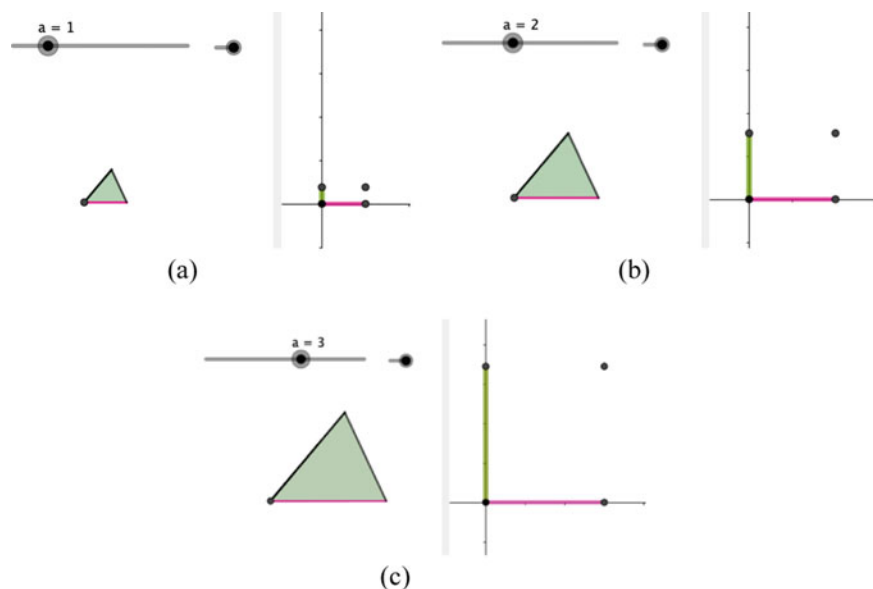 a = 1
a = 2
(a)
(b)
a = 3
(c)